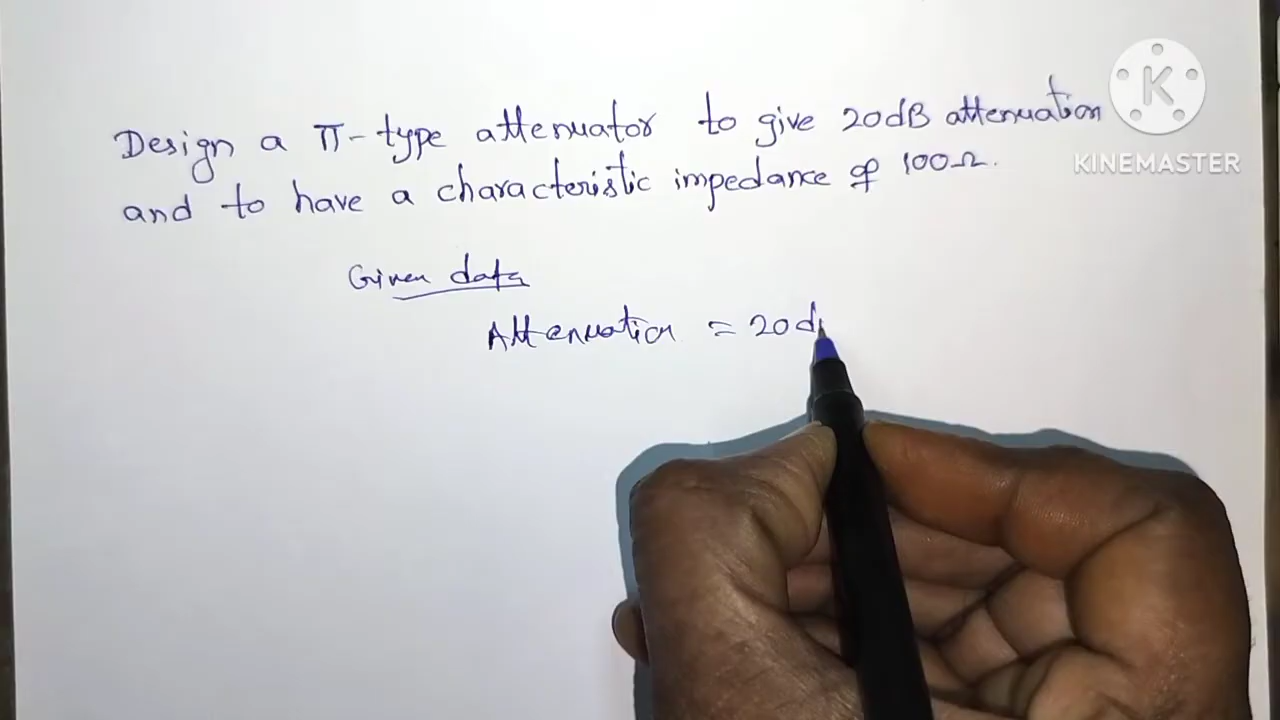 Design a π-type attenuator to give 20dB attenuation
and to have a characteristic impedance of 100Ω.
Given data
Attenuation = 20d
K
KINEMASTER